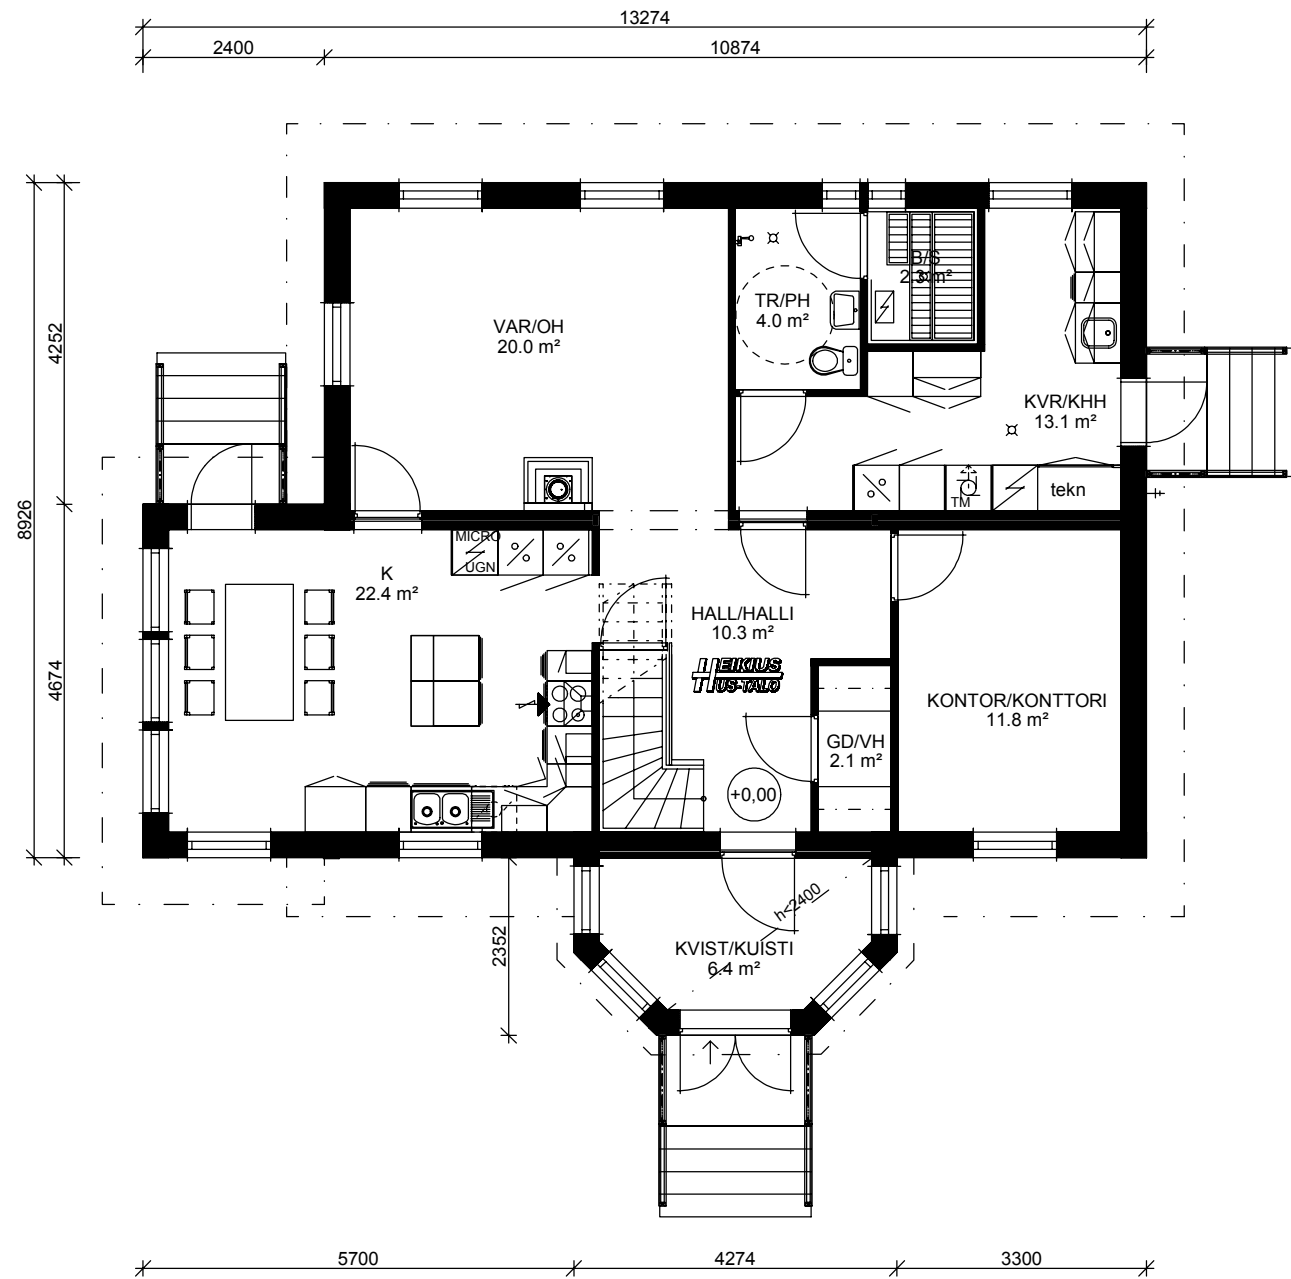 13274
2400
10874
B/S
2.3 m²
TR/PH
4.0 m²
VAR/OH
20.0 m²
4252
KVR/KHH
13.1 m²
tekn
TM
8926
MICRO
UGN
K
22.4 m²
HALL/HALLI
10.3 m²
HEIKIUS
HUS-TALO
4674
KONTOR/KONTTORI
11.8 m²
GD/VH
2.1 m²
+0,00
h<2400
2352
KVIST/KUISTI
6.4 m²
5700
4274
3300